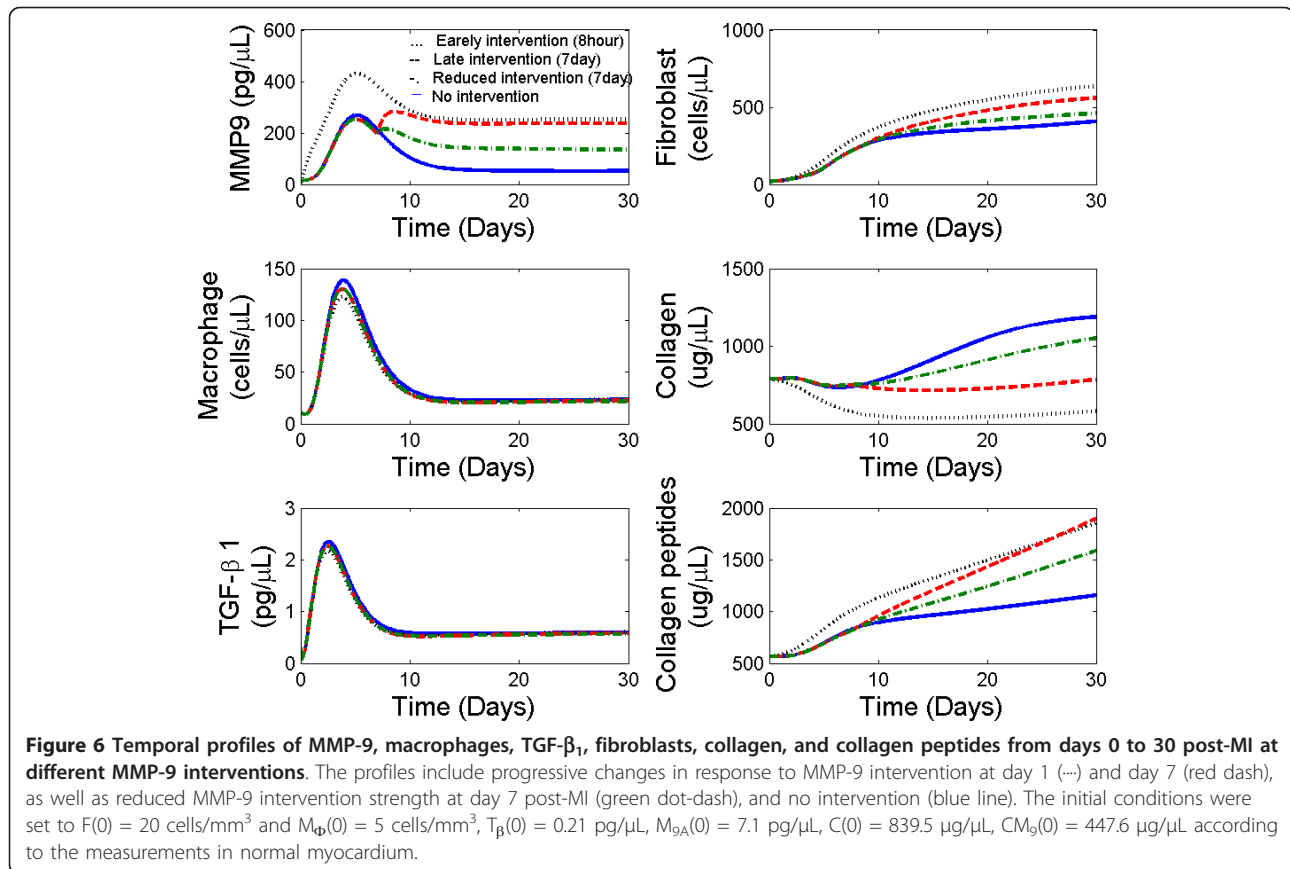 600
400
200
0
MMP9 (pg/μL)
Earely intervention (8hour)
Late intervention (7day)
Reduced intervention (7day)
No intervention
0 10 20 30
Time (Days)
1000
500
0
Fibroblast
(cells/μL)
0 10 20 30
Time (Days)
150
100
50
0
Macrophage
(cells/μL)
0 10 20 30
Time (Days)
1500
1000
500
Collagen
(ug/μL)
0 10 20 30
Time (Days)
3
2
1
0
TGF-β 1
(pg/μL)
0 10 20 30
Time (Days)
2000
1500
1000
500
Collagen peptides
(ug/μL)
0 10 20 30
Time (Days)
Figure 6 Temporal profiles of MMP-9, macrophages, TGF-β₁, fibroblasts, collagen, and collagen peptides from days 0 to 30 post-MI at
different MMP-9 interventions. The profiles include progressive changes in response to MMP-9 intervention at day 1 (····) and day 7 (red dash),
as well as reduced MMP-9 intervention strength at day 7 post-MI (green dot-dash), and no intervention (blue line). The initial conditions were
set to F(0) = 20 cells/mm³ and M_Φ(0) = 5 cells/mm³, T_β(0) = 0.21 pg/μL, M₉ₐ(0) = 7.1 pg/μL, C(0) = 839.5 μg/μL, CM₉(0) = 447.6 μg/μL according
to the measurements in normal myocardium.